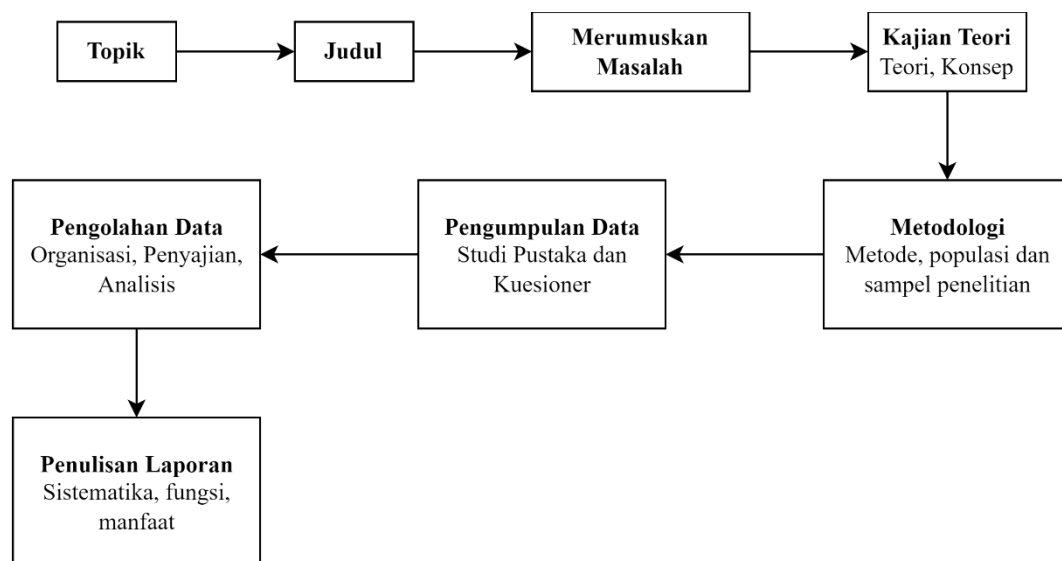 Topik
Judul
Merumuskan
Masalah
Kajian Teori
Teori, Konsep
Metodologi
Metode, populasi dan
sampel penelitian
Pengumpulan Data
Studi Pustaka dan
Kuesioner
Pengolahan Data
Organisasi, Penyajian,
Analisis
Penulisan Laporan
Sistematika, fungsi,
manfaat